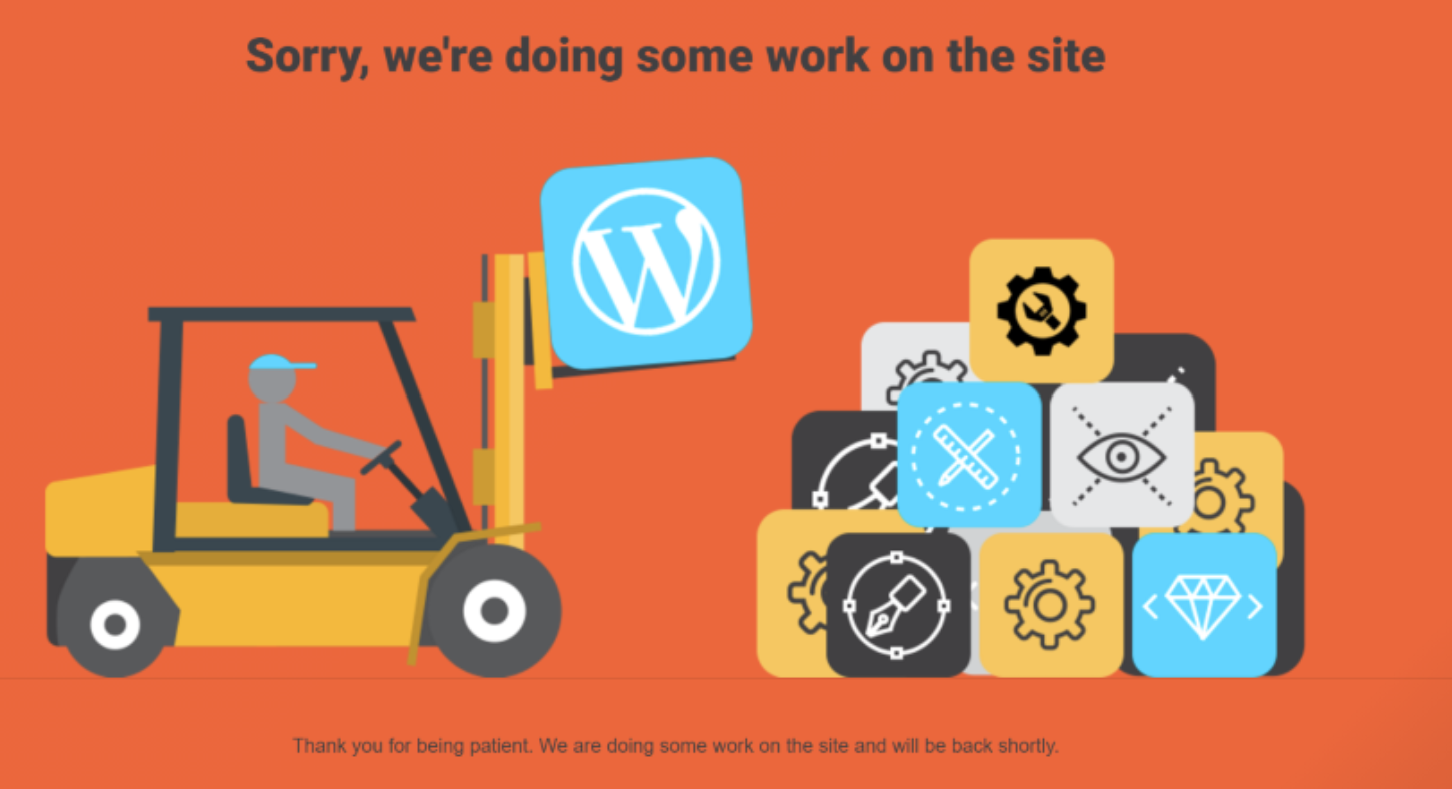 Sorry, we're doing some work on the site
W
Thank you for being patient. We are doing some work on the site and will be back shortly.